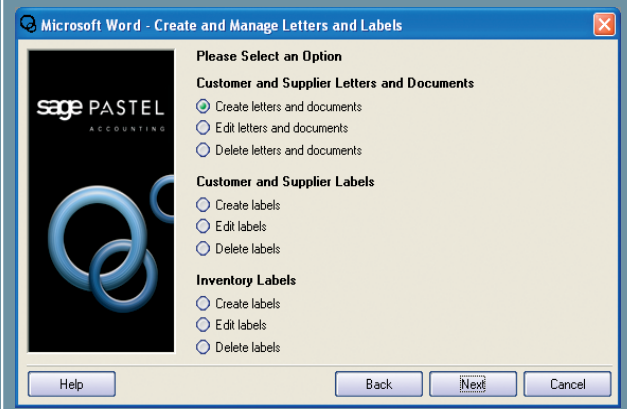 Microsoft Word - Create and Manage Letters and Labels
Please Select an Option
Customer and Supplier Letters and Documents
sage PASTEL
ACCOUNTING
Create letters and documents
Edit letters and documents
Delete letters and documents
Customer and Supplier Labels
Create labels
Edit labels
Delete labels
Inventory Labels
Create labels
Edit labels
Delete labels
Help
Back
Next
Cancel